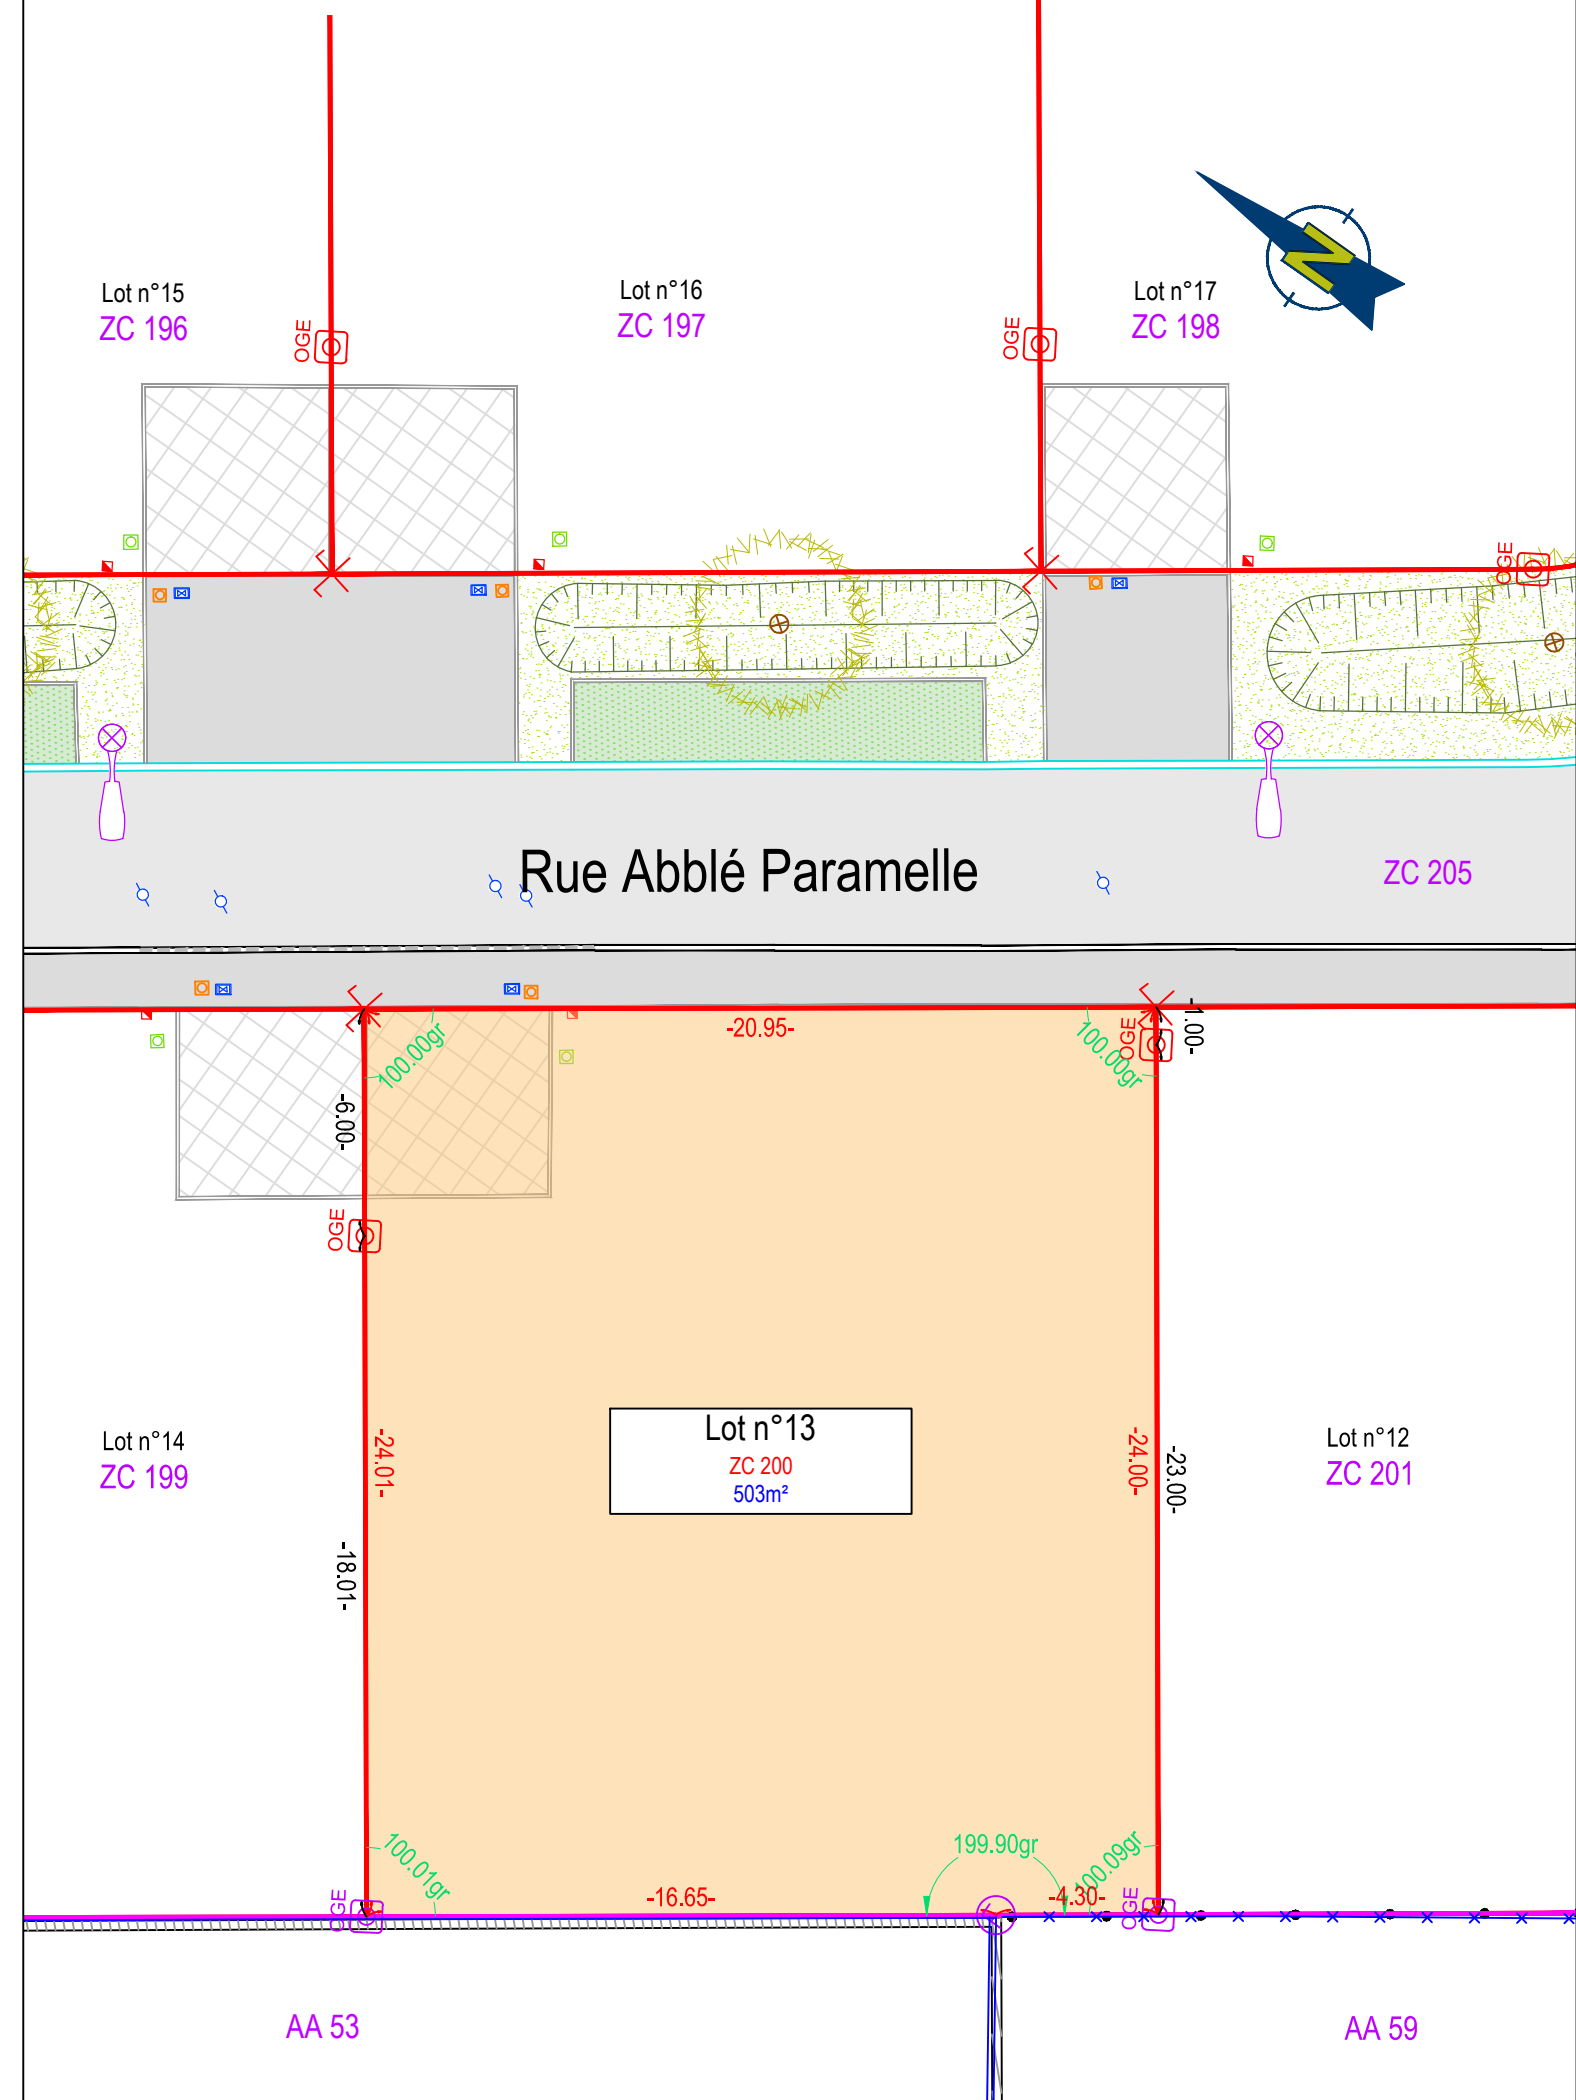 Lot n°15
ZC 196
OGE
Lot n°16
ZC 197
OGE
Lot n°17
ZC 198
N
OGE
Rue Abblé Paramelle
ZC 205
-20.95-
100.00gr
100.00gr
OGE
-1.00-
-6.00-
OGE
Lot n°14
ZC 199
-24.01-
-18.01-
Lot n°13
ZC 200
503m²
-24.00-
-23.00-
Lot n°12
ZC 201
100.01gr
199.90gr
100.09gr
OGE
-16.65-
-4.30-
OGE
AA 53
AA 59